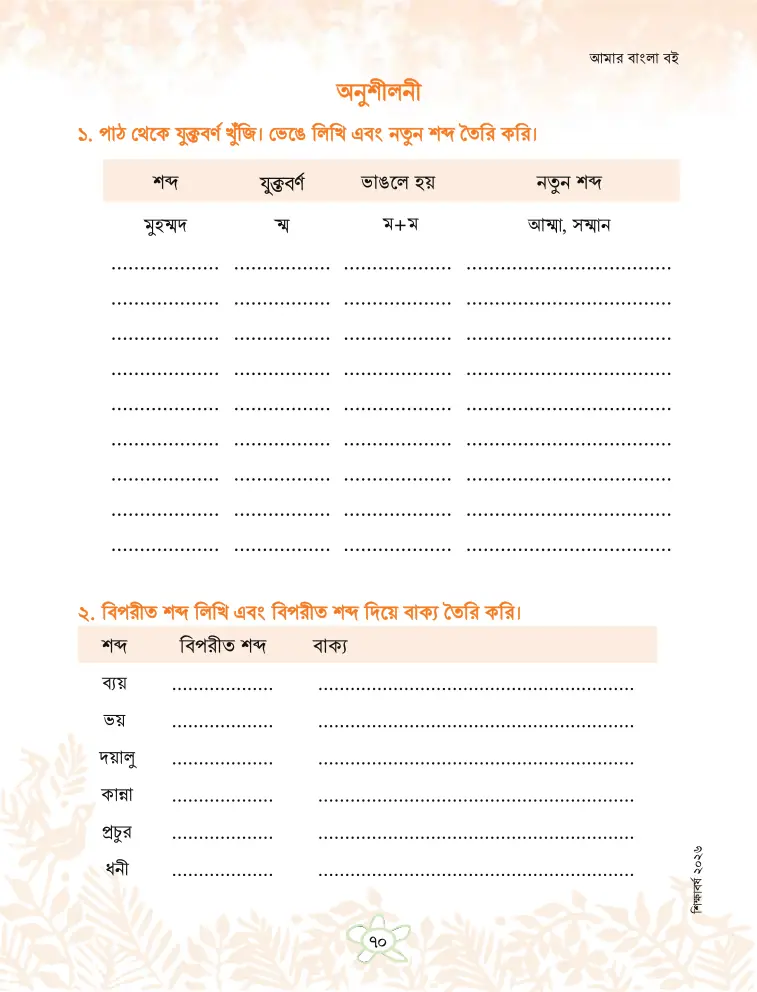 আমার বাংলা বই
অনুশীলনী
১. পাঠ থেকে যুক্তবর্ণ খুঁজি। ভেঙে লিখি এবং নতুন শব্দ তৈরি করি।
শব্দ যুক্তবর্ণ ভাঙলে হয় নতুন শব্দ
মুহম্মদ ম্ম ম+ম আম্মা, সম্মান
................... ................. ................... ....................................
................... ................. ................... ....................................
................... ................. ................... ....................................
................... ................. ................... ....................................
................... ................. ................... ....................................
................... ................. ................... ....................................
................... ................. ................... ....................................
................... ................. ................... ....................................
................... ................. ................... ....................................
২. বিপরীত শব্দ লিখি এবং বিপরীত শব্দ দিয়ে বাক্য তৈরি করি।
শব্দ বিপরীত শব্দ বাক্য
ব্যয় ................... ............................................................
ভয় ................... ............................................................
দয়ালু ................... ............................................................
কান্না ................... ............................................................
প্রচুর ................... ............................................................
ধনী ................... ............................................................
শিক্ষাবর্ষ ২০২৬
৭০